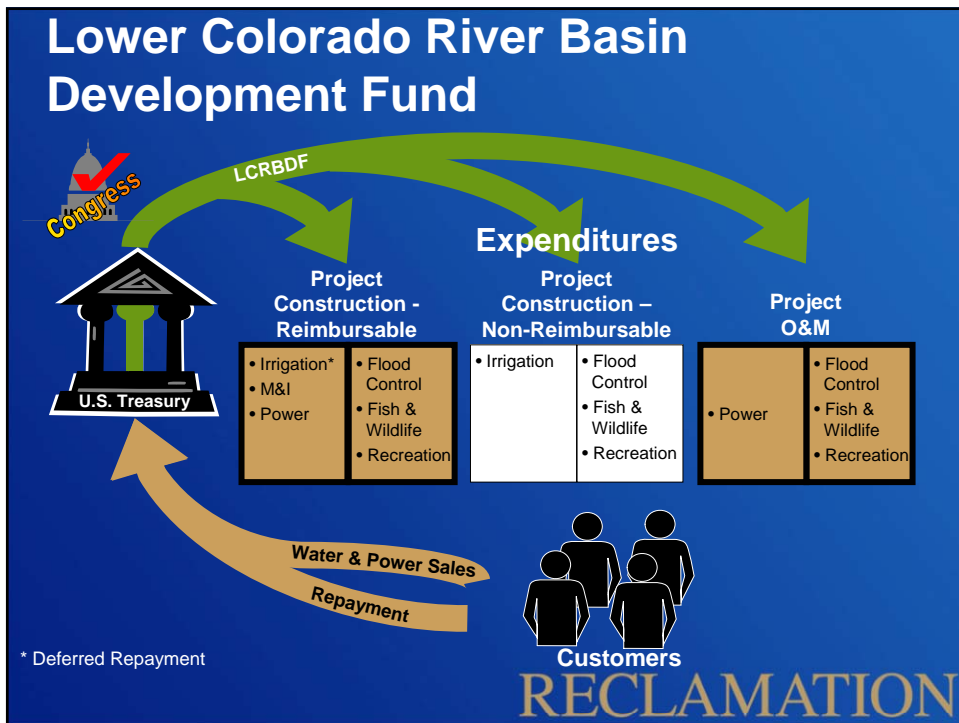 Lower Colorado River Basin
Development Fund
Congress
LCRBDF
Expenditures
Project
Construction -
Reimbursable
Project
Construction –
Non-Reimbursable
Project
O&M
• Irrigation*
• M&I
• Power
• Flood
Control
• Fish &
Wildlife
• Recreation
• Irrigation
• Flood
Control
• Fish &
Wildlife
• Recreation
• Power
• Flood
Control
• Fish &
Wildlife
• Recreation
U.S. Treasury
Water & Power Sales
Repayment
Customers
* Deferred Repayment
RECLAMATION